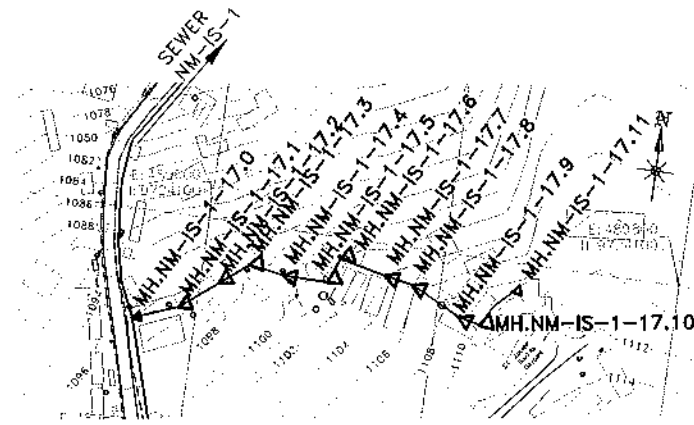 SEWER
NM-IS-1
MH.NM-IS-1-17.0
MH.NM-IS-1-17.1
MH.NM-IS-1-17.2
MH.NM-IS-1-17.3
MH.NM-IS-1-17.4
MH.NM-IS-1-17.5
MH.NM-IS-1-17.6
MH.NM-IS-1-17.7
MH.NM-IS-1-17.8
MH.NM-IS-1-17.9
MH.NM-IS-1-17.11
MH.NM-IS-1-17.10
N
1076
1078
1080
1082
1084
1086
1088
1096
1098
1100
1102
1104
1106
1108
1110
1112
1114